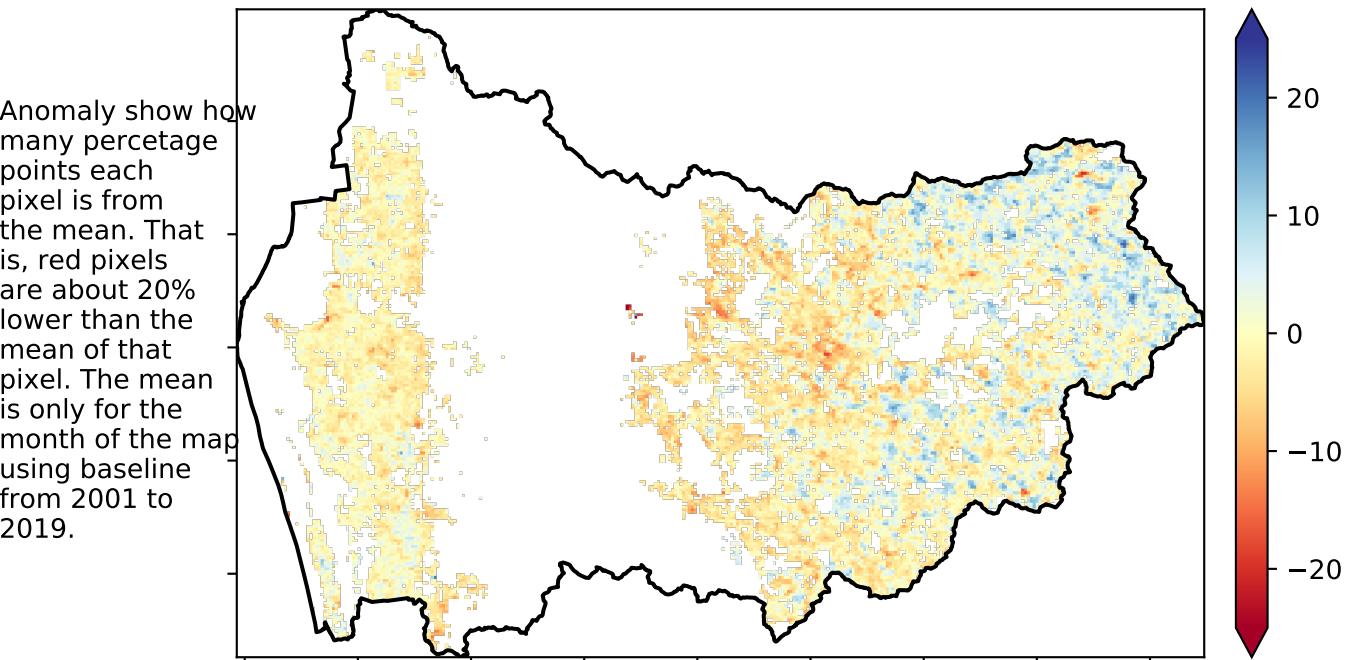 Anomaly show how
many percetage
points each
pixel is from
the mean. That
is, red pixels
are about 20%
lower than the
mean of that
pixel. The mean
is only for the
month of the map
using baseline
from 2001 to
2019.
20
10
0
−10
−20